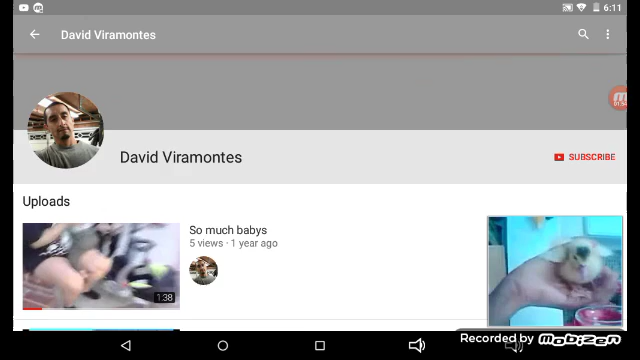 6:11
David Viramontes
David Viramontes
SUBSCRIBE
Uploads
So much babys
5 views · 1 year ago
1:38
Recorded by MOBIZEN